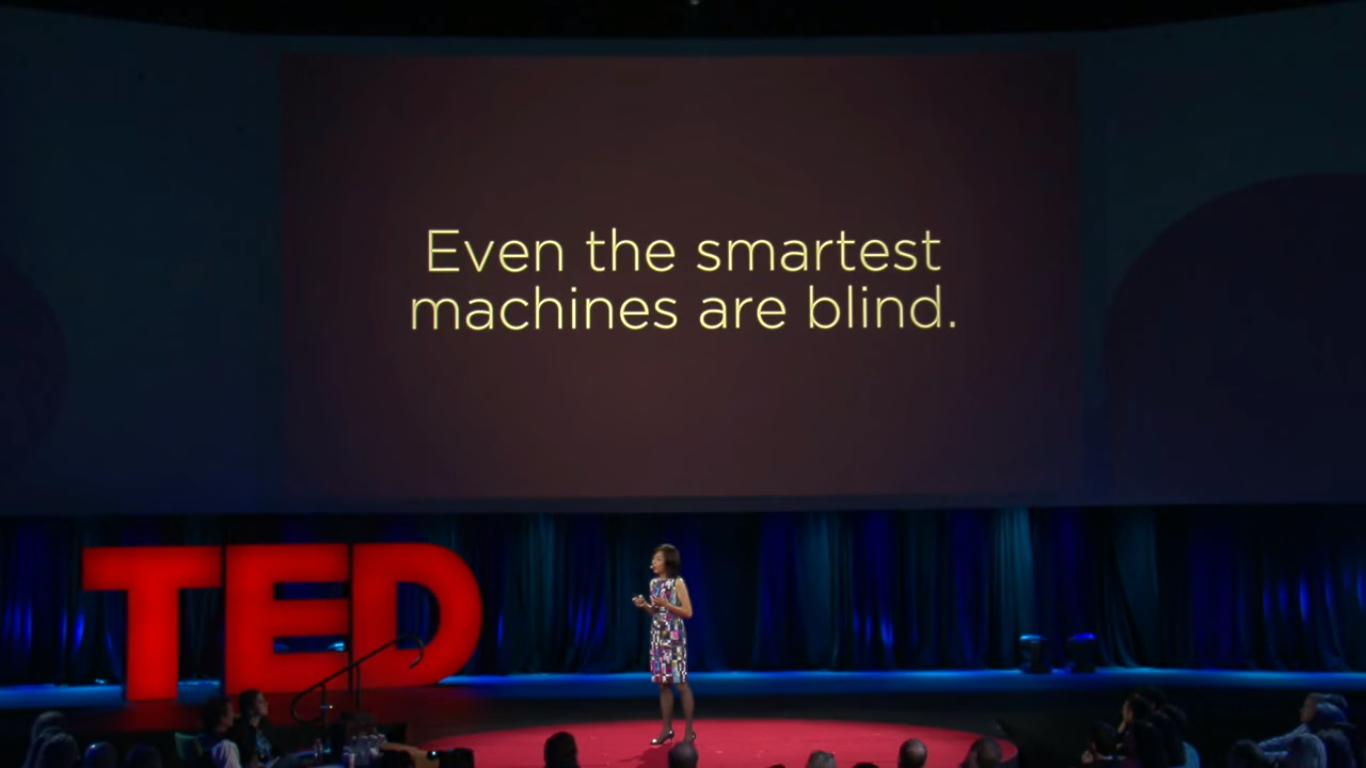 Even the smartest
machines are blind.
TED